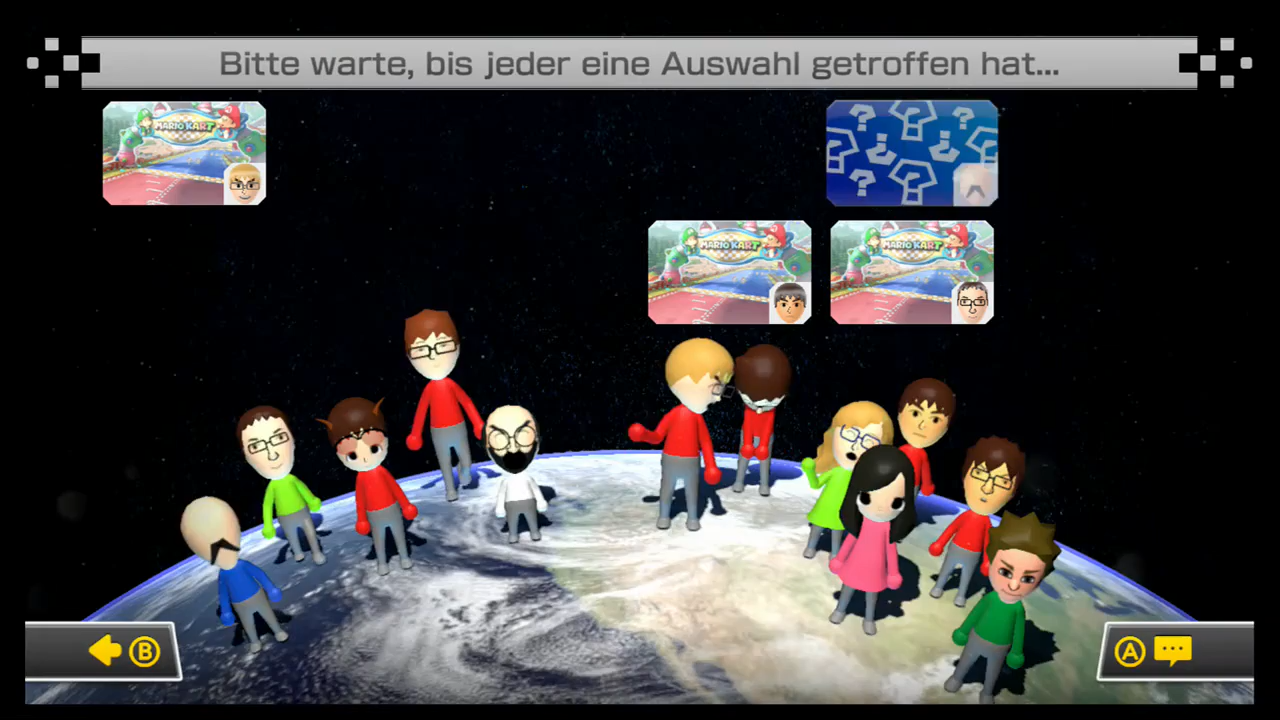 Bitte warte, bis jeder eine Auswahl getroffen hat...
MARIO KART
? ? ? ? ? ? ? ?
MARIO KART
MARIO KART
B
A